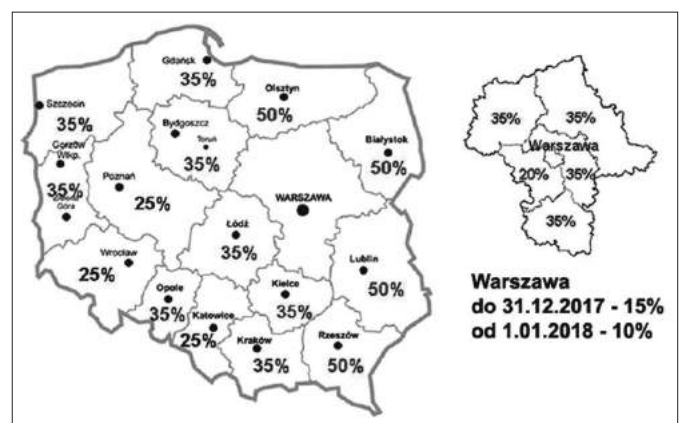 Gdańsk
35%
Olsztyn
50%
Szczecin
35%
Bydgoszcz
Toruń
35%
Białystok
50%
Gorzów
Wlkp.
35%
Zielona
Góra
Poznań
25%
WARSZAWA
Łódź
35%
Wrocław
25%
Lublin
50%
Opole
35%
Kielce
35%
Katowice
25%
Kraków
35%
Rzeszów
50%
35%
35%
Warszawa
20%
35%
35%
Warszawa
do 31.12.2017 - 15%
od 1.01.2018 - 10%